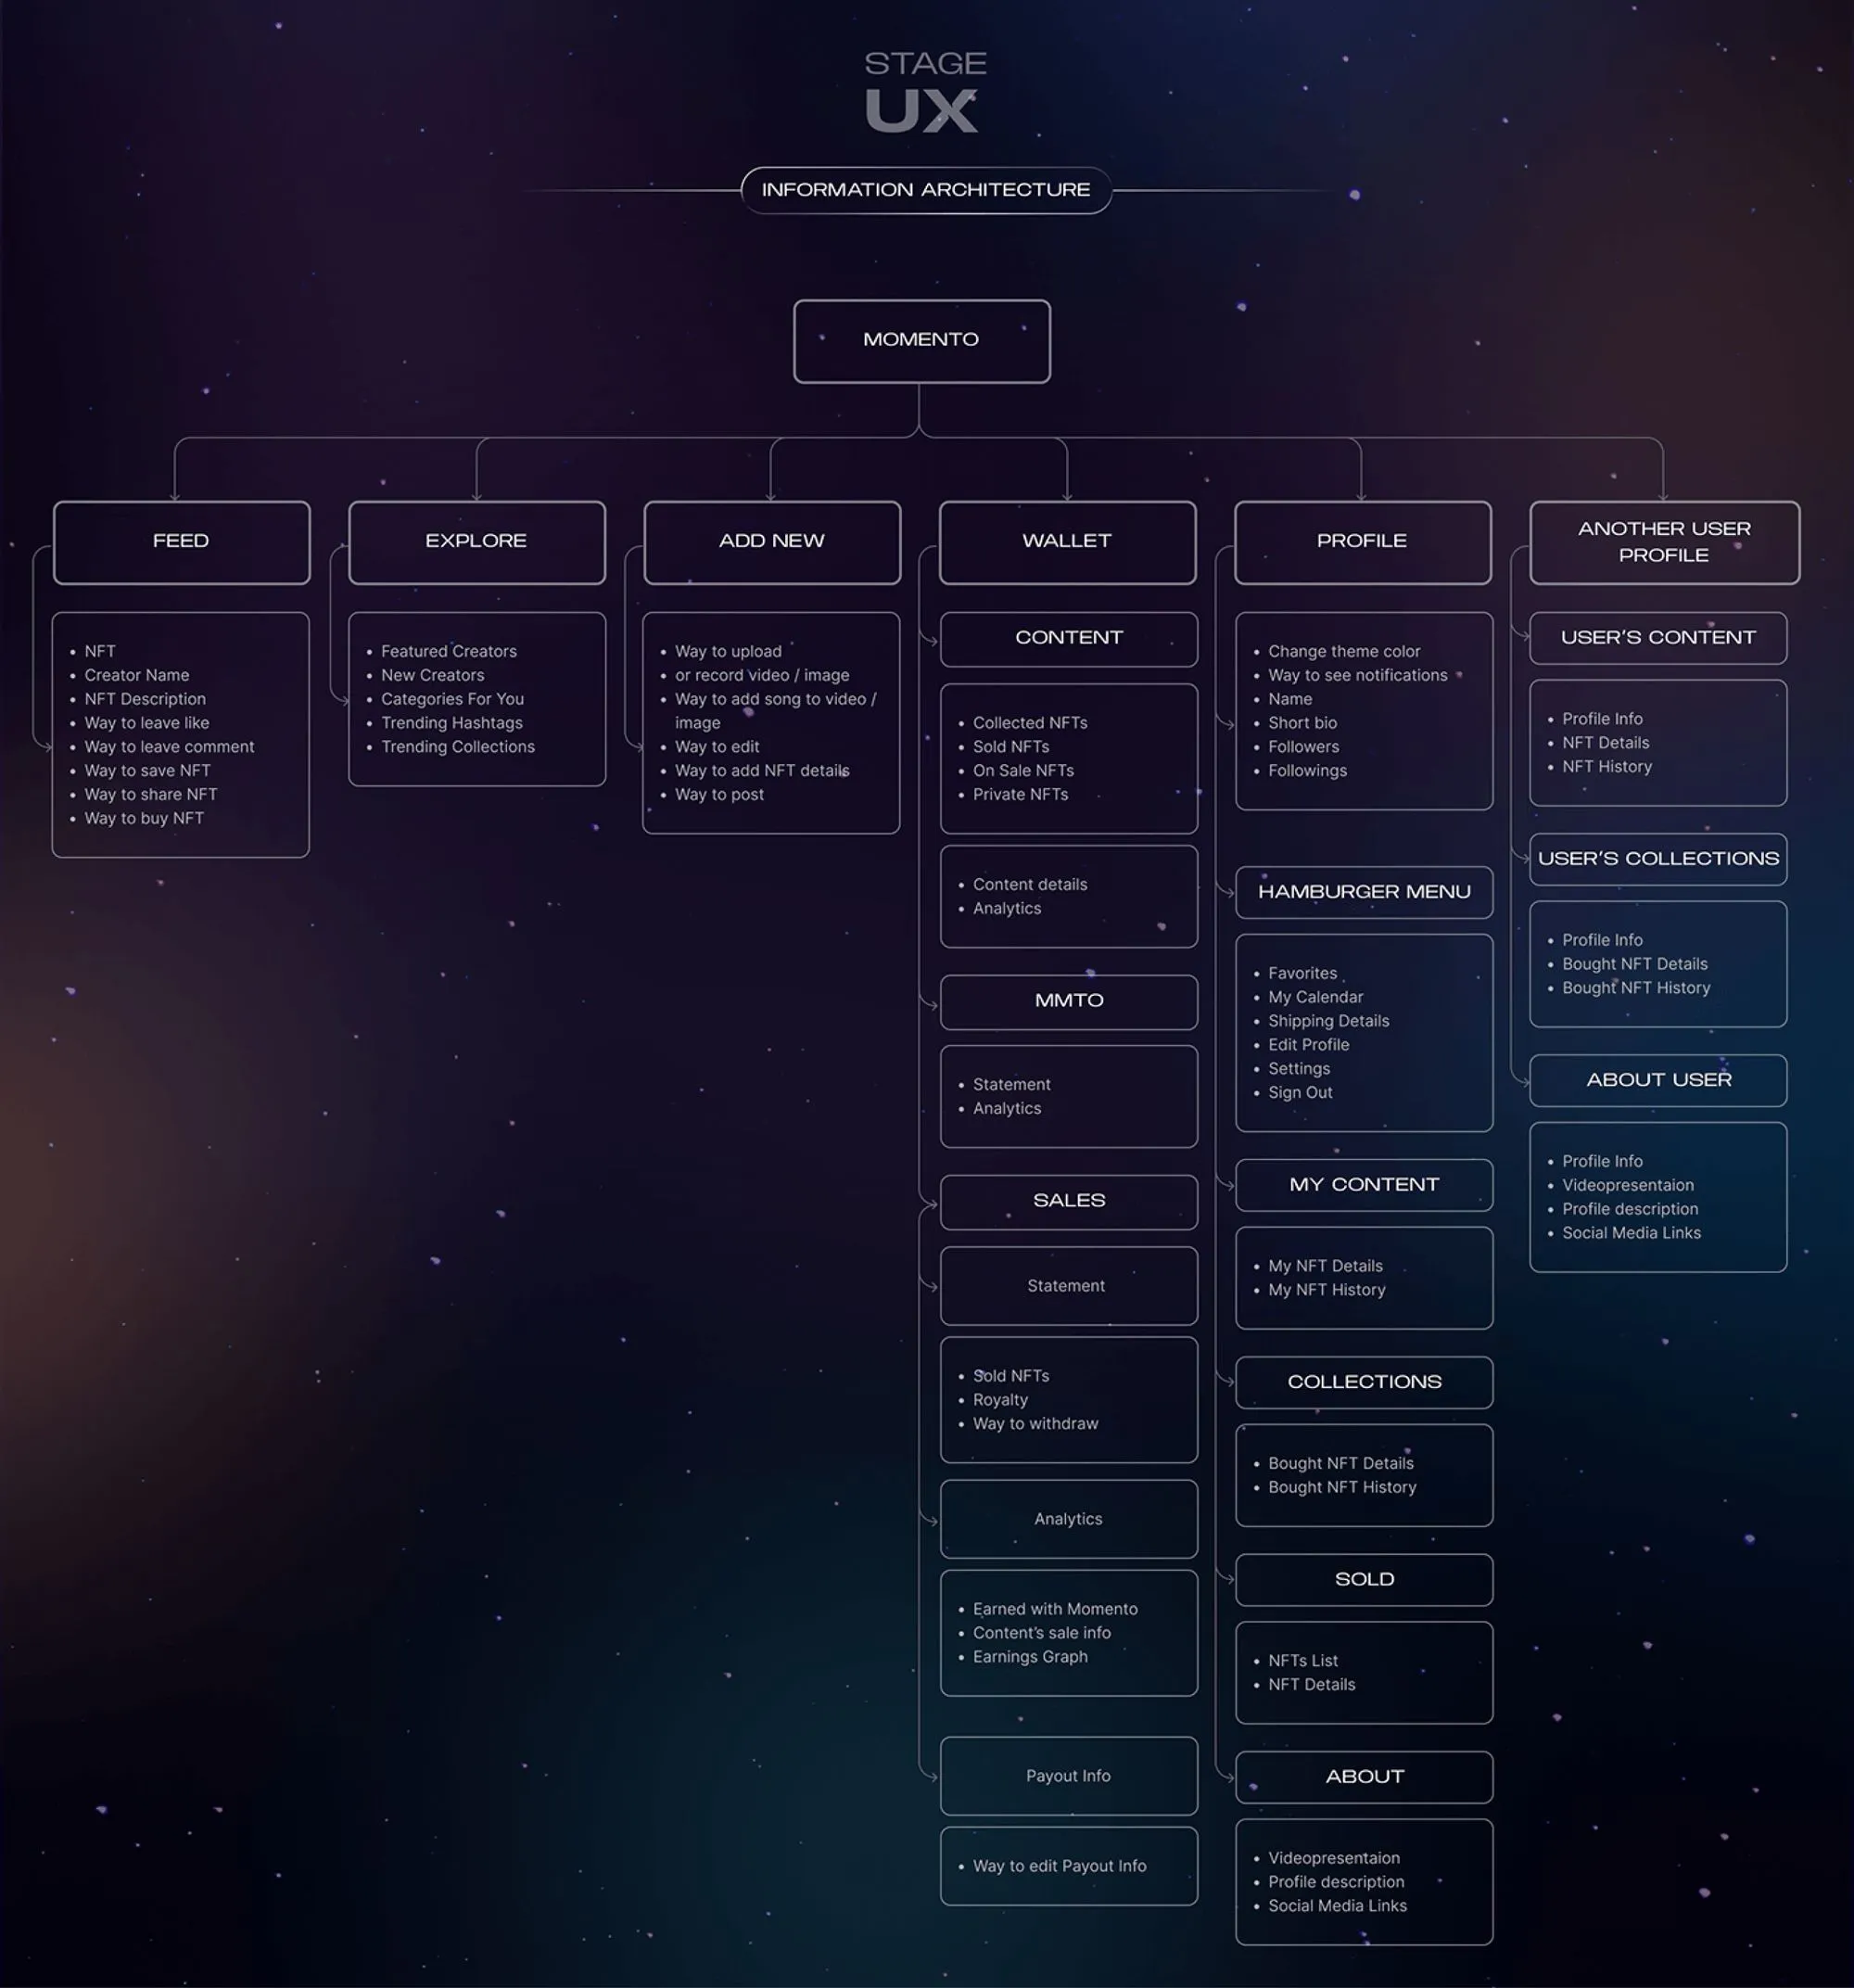 STAGE
UX
INFORMATION ARCHITECTURE
MOMENTO
FEED
NFT
Creator Name
NFT Description
Way to leave like
Way to leave comment
Way to save NFT
Way to share NFT
Way to buy NFT
EXPLORE
Featured Creators
New Creators
Categories For You
Trending Hashtags
Trending Collections
ADD NEW
Way to upload
or record video / image
Way to add song to video /
image
Way to edit
Way to add NFT details
Way to post
WALLET
CONTENT
Collected NFTs
Sold NFTs
On Sale NFTs
Private NFTs
Content details
Analytics
MMTO
Statement
Analytics
SALES
Statement
Sold NFTs
Royalty
Way to withdraw
Analytics
Earned with Momento
Content's sale info
Earnings Graph
Payout Info
Way to edit Payout Info
PROFILE
Change theme color
Way to see notifications
Name
Short bio
Followers
Followings
HAMBURGER MENU
Favorites
My Calendar
Shipping Details
Edit Profile
Settings
Sign Out
MY CONTENT
My NFT Details
My NFT History
COLLECTIONS
Bought NFT Details
Bought NFT History
SOLD
NFTs List
NFT Details
ABOUT
Videopresentaion
Profile description
Social Media Links
ANOTHER USER
PROFILE
USER'S CONTENT
Profile Info
NFT Details
NFT History
USER'S COLLECTIONS
Profile Info
Bought NFT Details
Bought NFT History
ABOUT USER
Profile Info
Videopresentaion
Profile description
Social Media Links